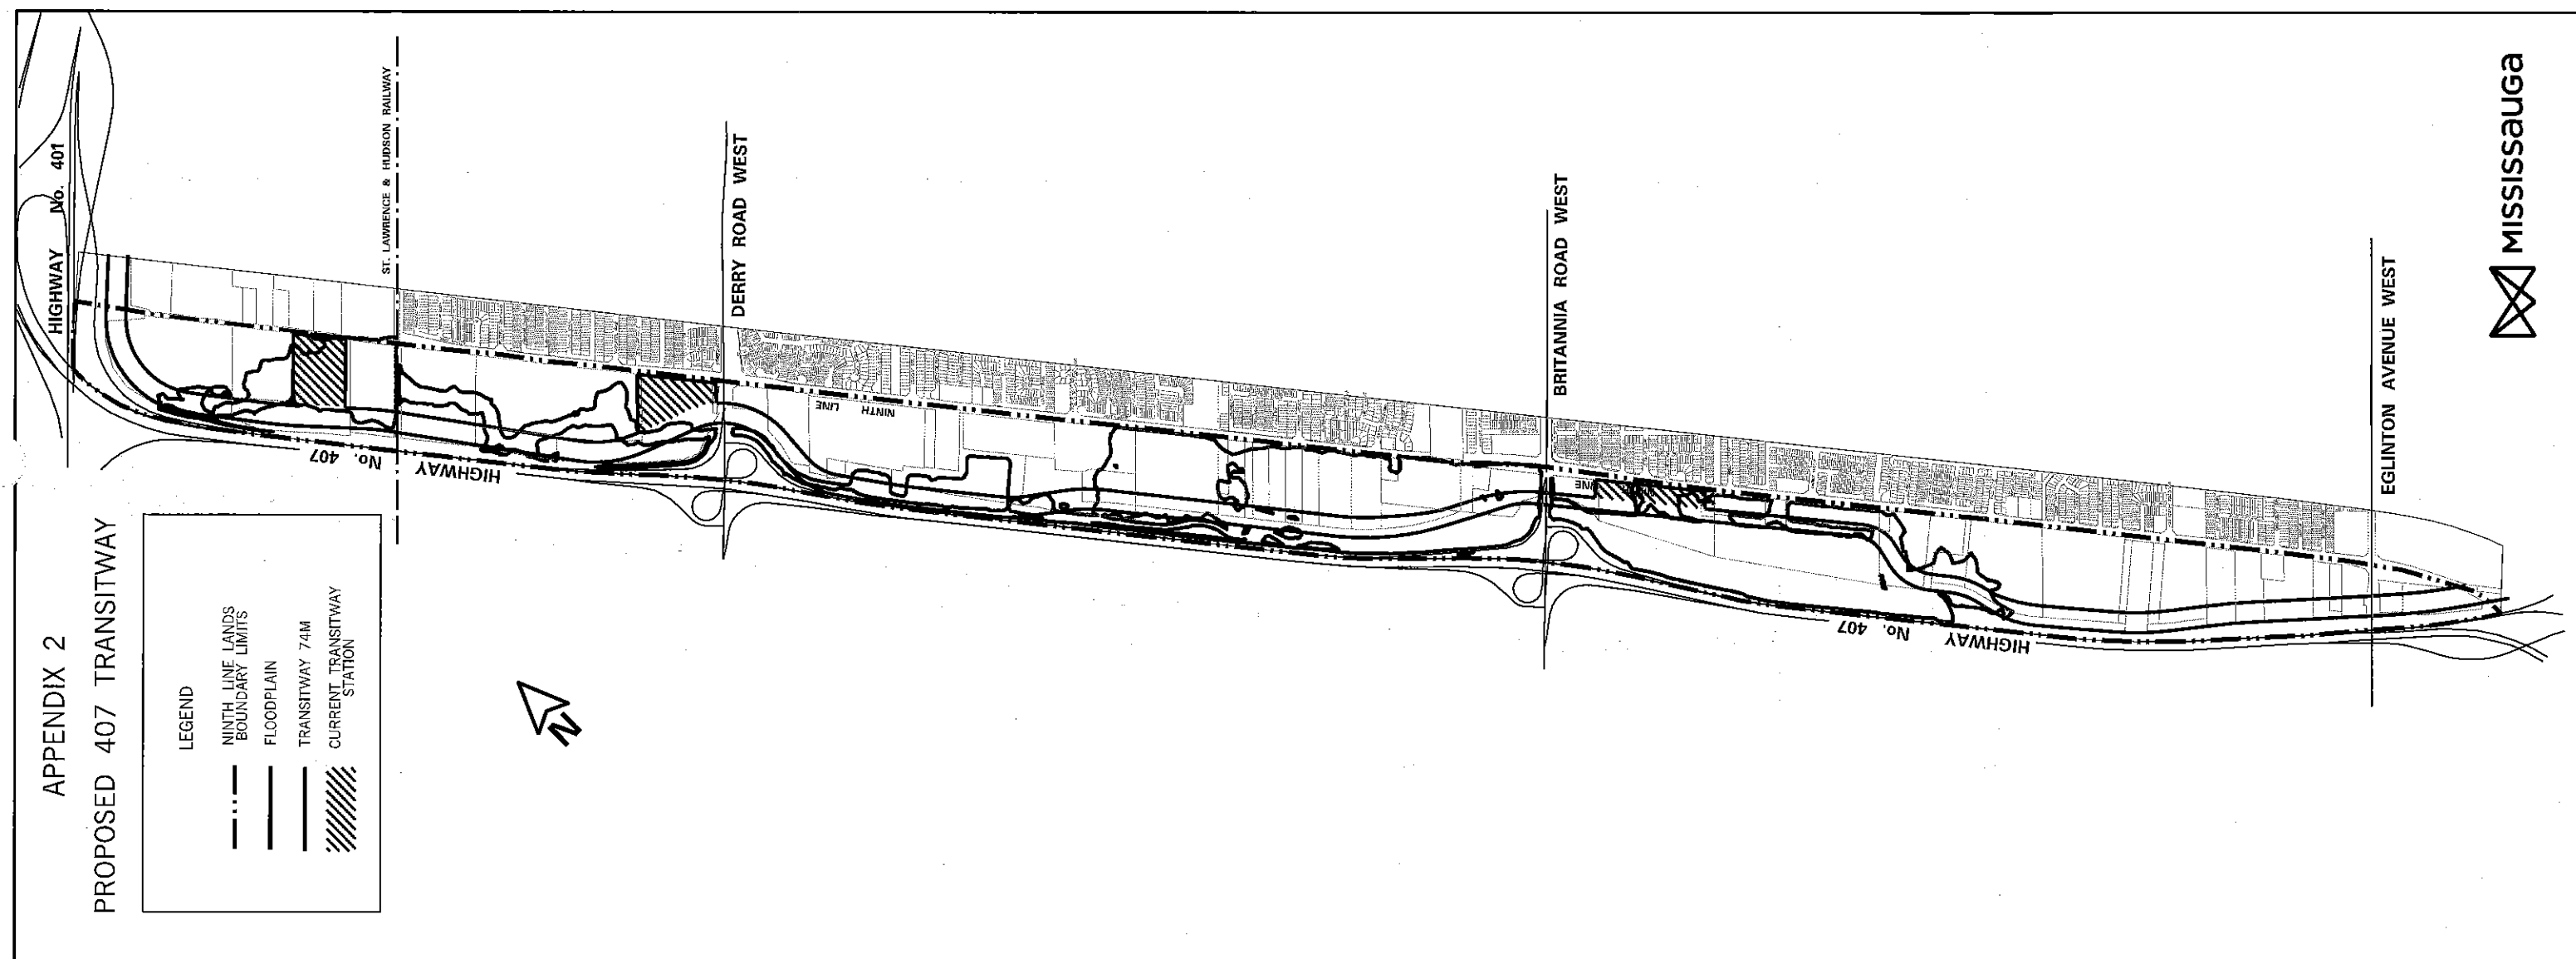 APPENDIX 2
PROPOSED 407 TRANSITWAY
LEGEND
NINTH LINE LANDS
BOUNDARY LIMITS
FLOODPLAIN
TRANSITWAY 74M
CURRENT TRANSITWAY
STATION
HIGHWAY No. 401
ST. LAWRENCE & HUDSON RAILWAY
DERRY ROAD WEST
BRITANNIA ROAD WEST
EGLINTON AVENUE WEST
NINTH LINE
HIGHWAY No. 407
HIGHWAY No. 407
N
MISSISSAUGA